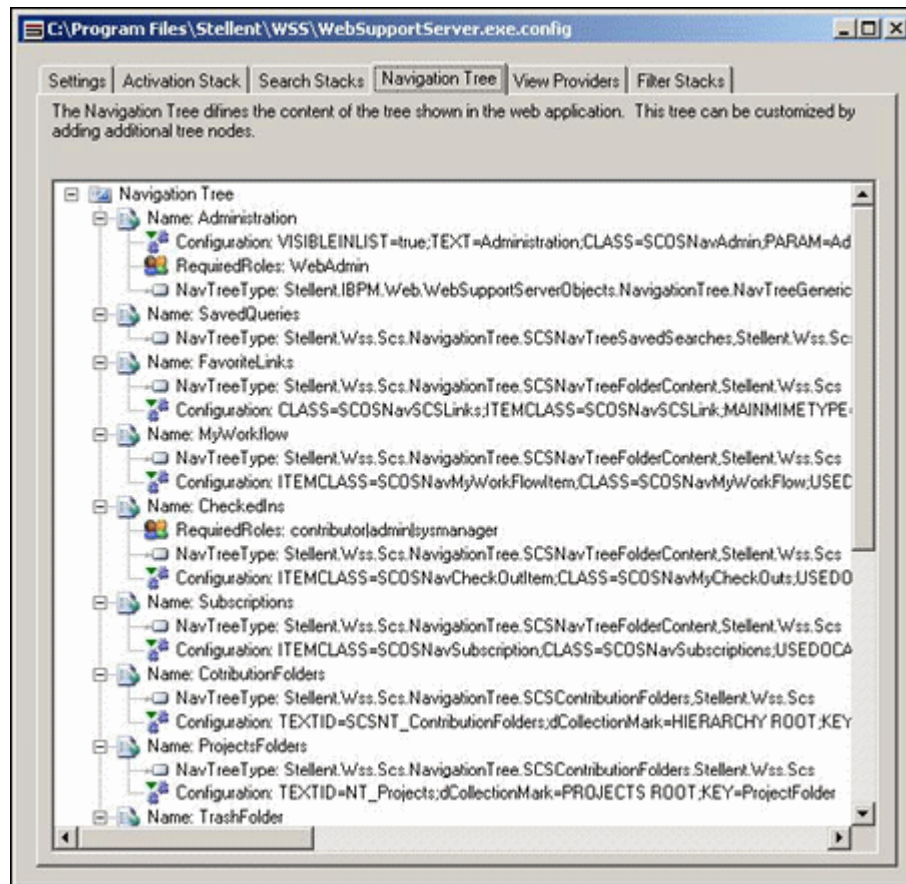 C:\Program Files\Stellent\WSS\WebSupportServer.exe.config
Settings Activation Stack Search Stacks Navigation Tree View Providers Filter Stacks
The Navigation Tree difines the content of the tree shown in the web application. This tree can be customized by
adding additional tree nodes.
Navigation Tree
Name: Administration
Configuration: VISIBLEINLIST=true;TEXT=Administration;CLASS=SCOSNavAdmin;PARAM=Ad
RequiredRoles: WebAdmin
NavTreeType: Stellent.IBPM.Web.WebSupportServerObjects.NavigationTree.NavTreeGeneric
Name: SavedQueries
NavTreeType: Stellent.Wss.Scs.NavigationTree.SCSNavTreeSavedSearches,Stellent.Wss.Sc
Name: FavoriteLinks
NavTreeType: Stellent.Wss.Scs.NavigationTree.SCSNavTreeFolderContent,Stellent.Wss.Scs
Configuration: CLASS=SCOSNavSCSLinks;ITEMCLASS=SCOSNavSCSLink;MAINMIMETYPE=
Name: MyWorkflow
NavTreeType: Stellent.Wss.Scs.NavigationTree.SCSNavTreeFolderContent,Stellent.Wss.Scs
Configuration: ITEMCLASS=SCOSNavMyWorkFlowItem;CLASS=SCOSNavMyWorkFlow;USED
Name: CheckedIns
RequiredRoles: contributor|admin|sysmanager
NavTreeType: Stellent.Wss.Scs.NavigationTree.SCSNavTreeFolderContent,Stellent.Wss.Scs
Configuration: ITEMCLASS=SCOSNavCheckOutItem;CLASS=SCOSNavMyCheckOuts;USEDO
Name: Subscriptions
NavTreeType: Stellent.Wss.Scs.NavigationTree.SCSNavTreeFolderContent,Stellent.Wss.Scs
Configuration: ITEMCLASS=SCOSNavSubscription;CLASS=SCOSNavSubscriptions;USEDOCA
Name: CotributionFolders
NavTreeType: Stellent.Wss.Scs.NavigationTree.SCSContributionFolders,Stellent.Wss.Scs
Configuration: TEXTID=SCSNT_ContributionFolders;dCollectionMark=HIERARCHY ROOT;KEY
Name: ProjectsFolders
NavTreeType: Stellent.Wss.Scs.NavigationTree.SCSContributionFolders.Stellent.Wss.Scs
Configuration: TEXTID=NT_Projects;dCollectionMark=PROJECTS ROOT;KEY=ProjectFolder
Name: TrashFolder